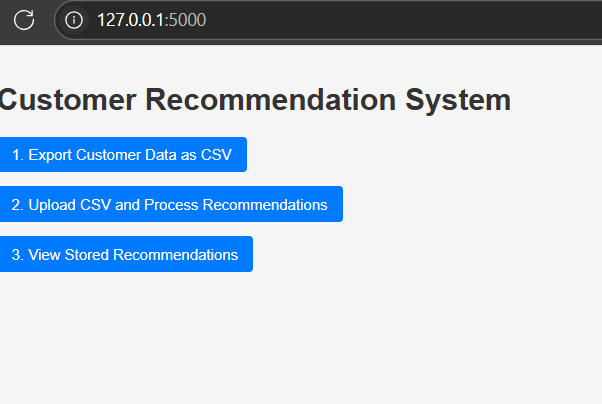 127.0.0.1:5000
Customer Recommendation System
1. Export Customer Data as CSV
2. Upload CSV and Process Recommendations
3. View Stored Recommendations